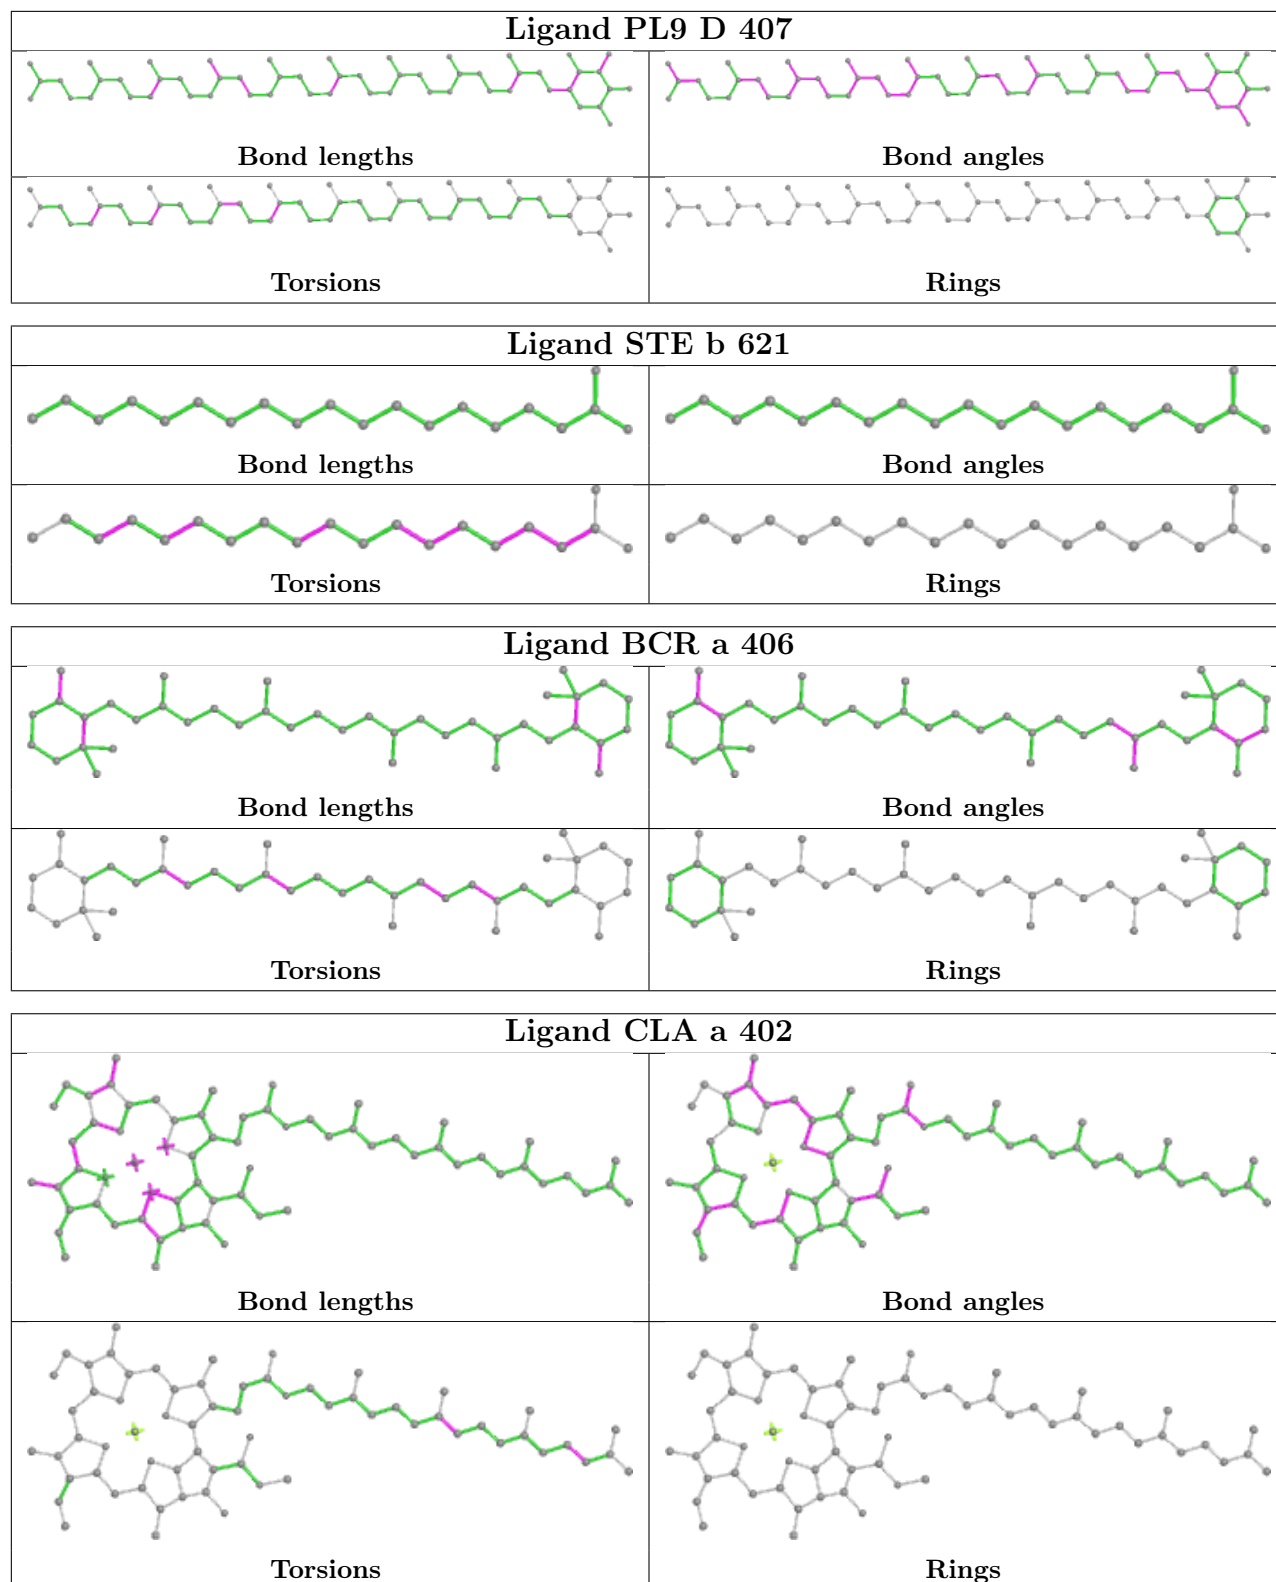 Ligand PL9 D 407
Bond lengths
Bond angles
Torsions
Rings
Ligand STE b 621
Bond lengths
Bond angles
Torsions
Rings
Ligand BCR a 406
Bond lengths
Bond angles
Torsions
Rings
Ligand CLA a 402
Bond lengths
Bond angles
Torsions
Rings